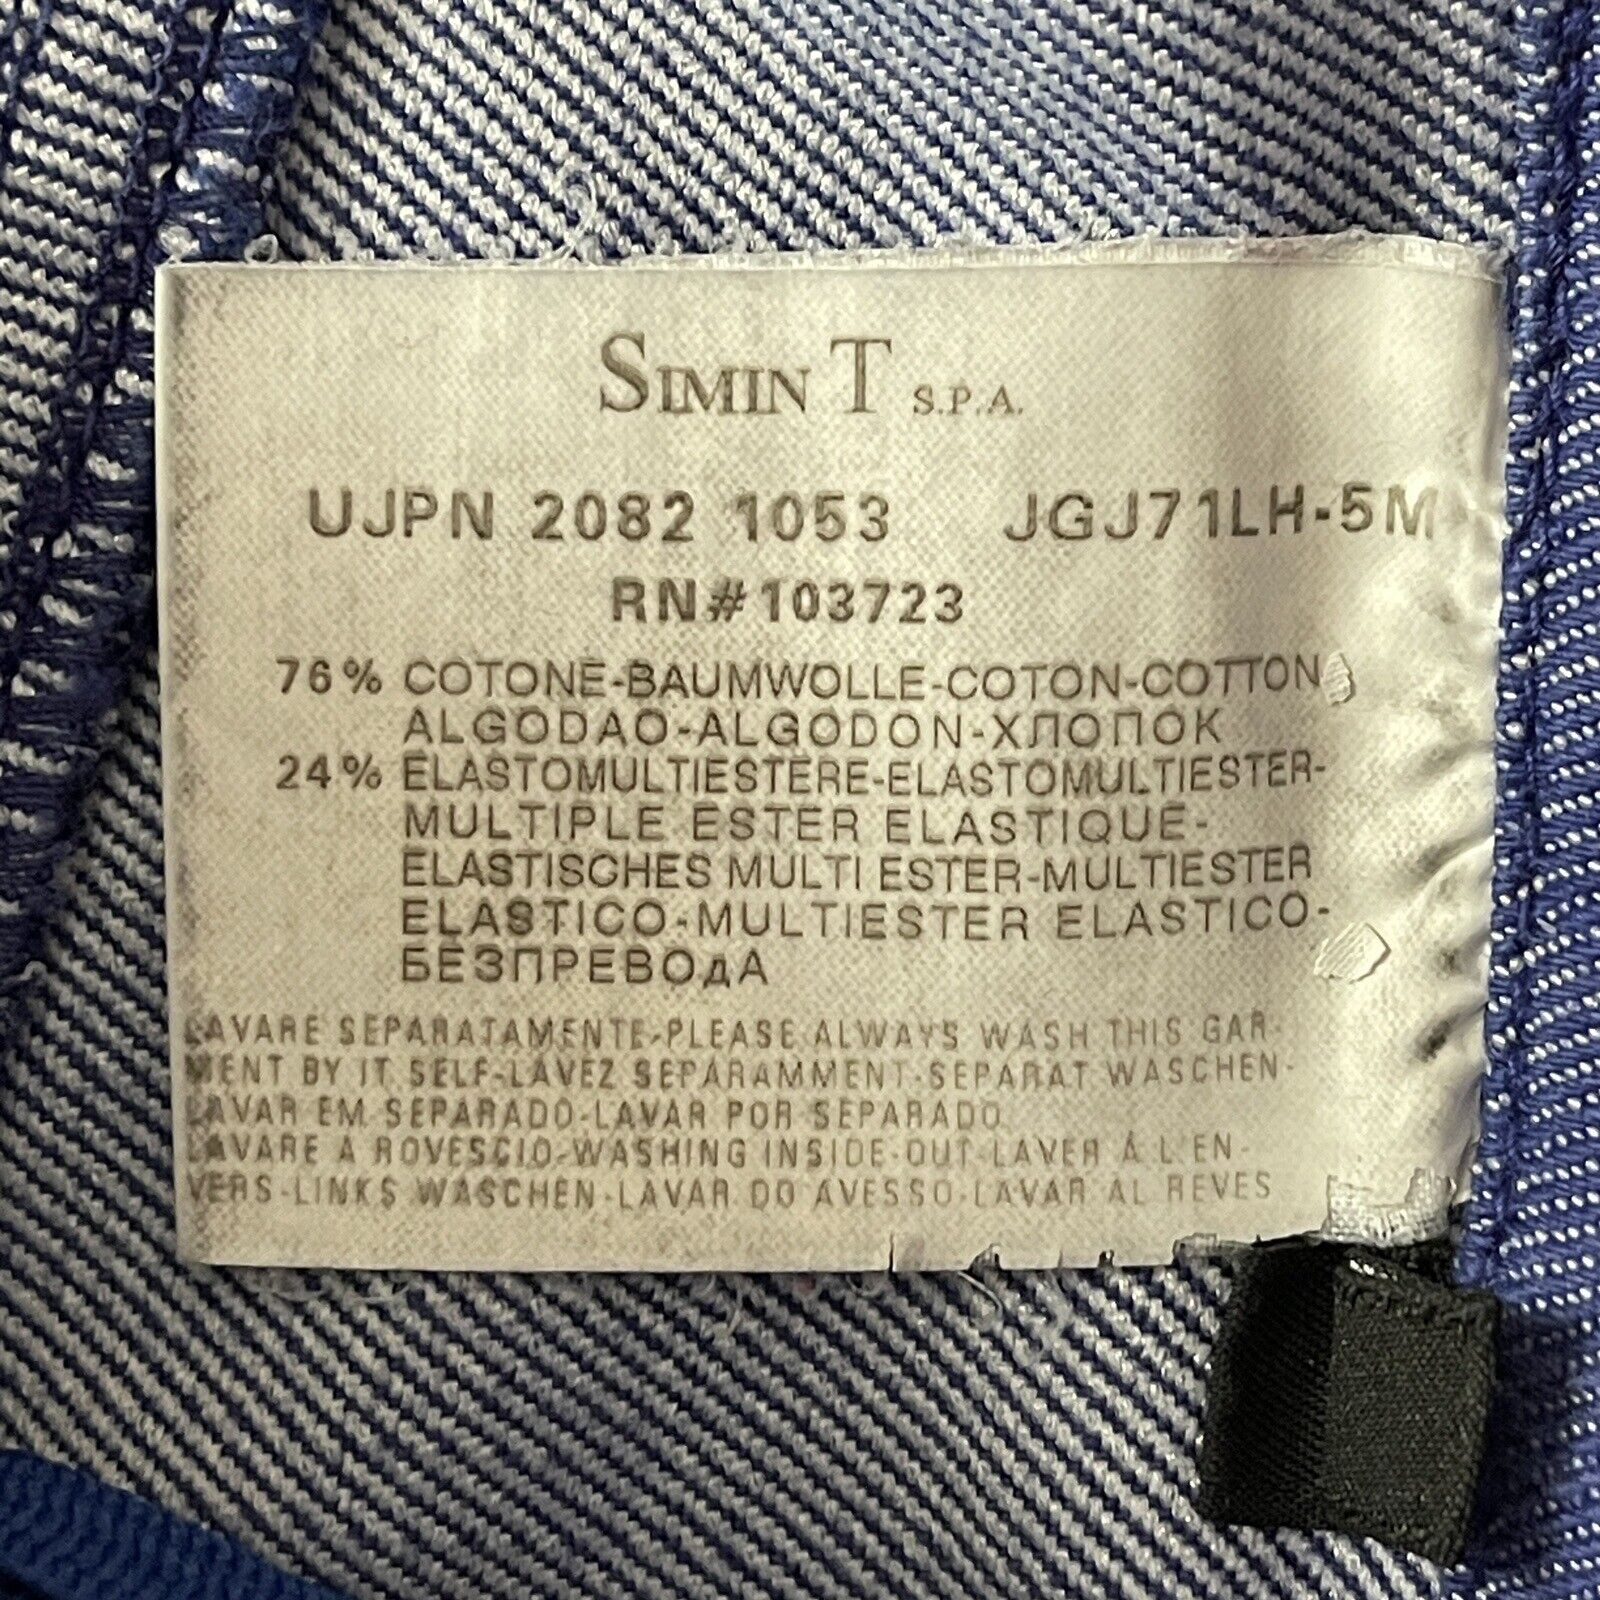 SIMIN T S.P.A.
UJPN 2082 1053 JGJ71LH-5M
RN#103723
76% COTONE-BAUMWOLLE-COTON-COTTON
ALGODAO-ALGODON-ХЛОПОК
24% ELASTOMULTIESTERE-ELASTOMULTIESTER-
MULTIPLE ESTER ELASTIQUE-
ELASTISCHES MULTI ESTER-MULTIESTER
ELASTICO-MULTIESTER ELASTICO-
БЕЗПРЕВОдА
LAVARE SEPARATAMENTE-PLEASE ALWAYS WASH THIS GAR-
MENT BY IT SELF-LAVEZ SEPARAMMENT-SEPARAT WASCHEN-
LAVAR EM SEPARADO-LAVAR POR SEPARADO
LAVARE A ROVESCIO-WASHING INSIDE-OUT-LAVER À L'EN-
VERS-LINKS WASCHEN-LAVAR DO AVESSO-LAVAR AL REVES